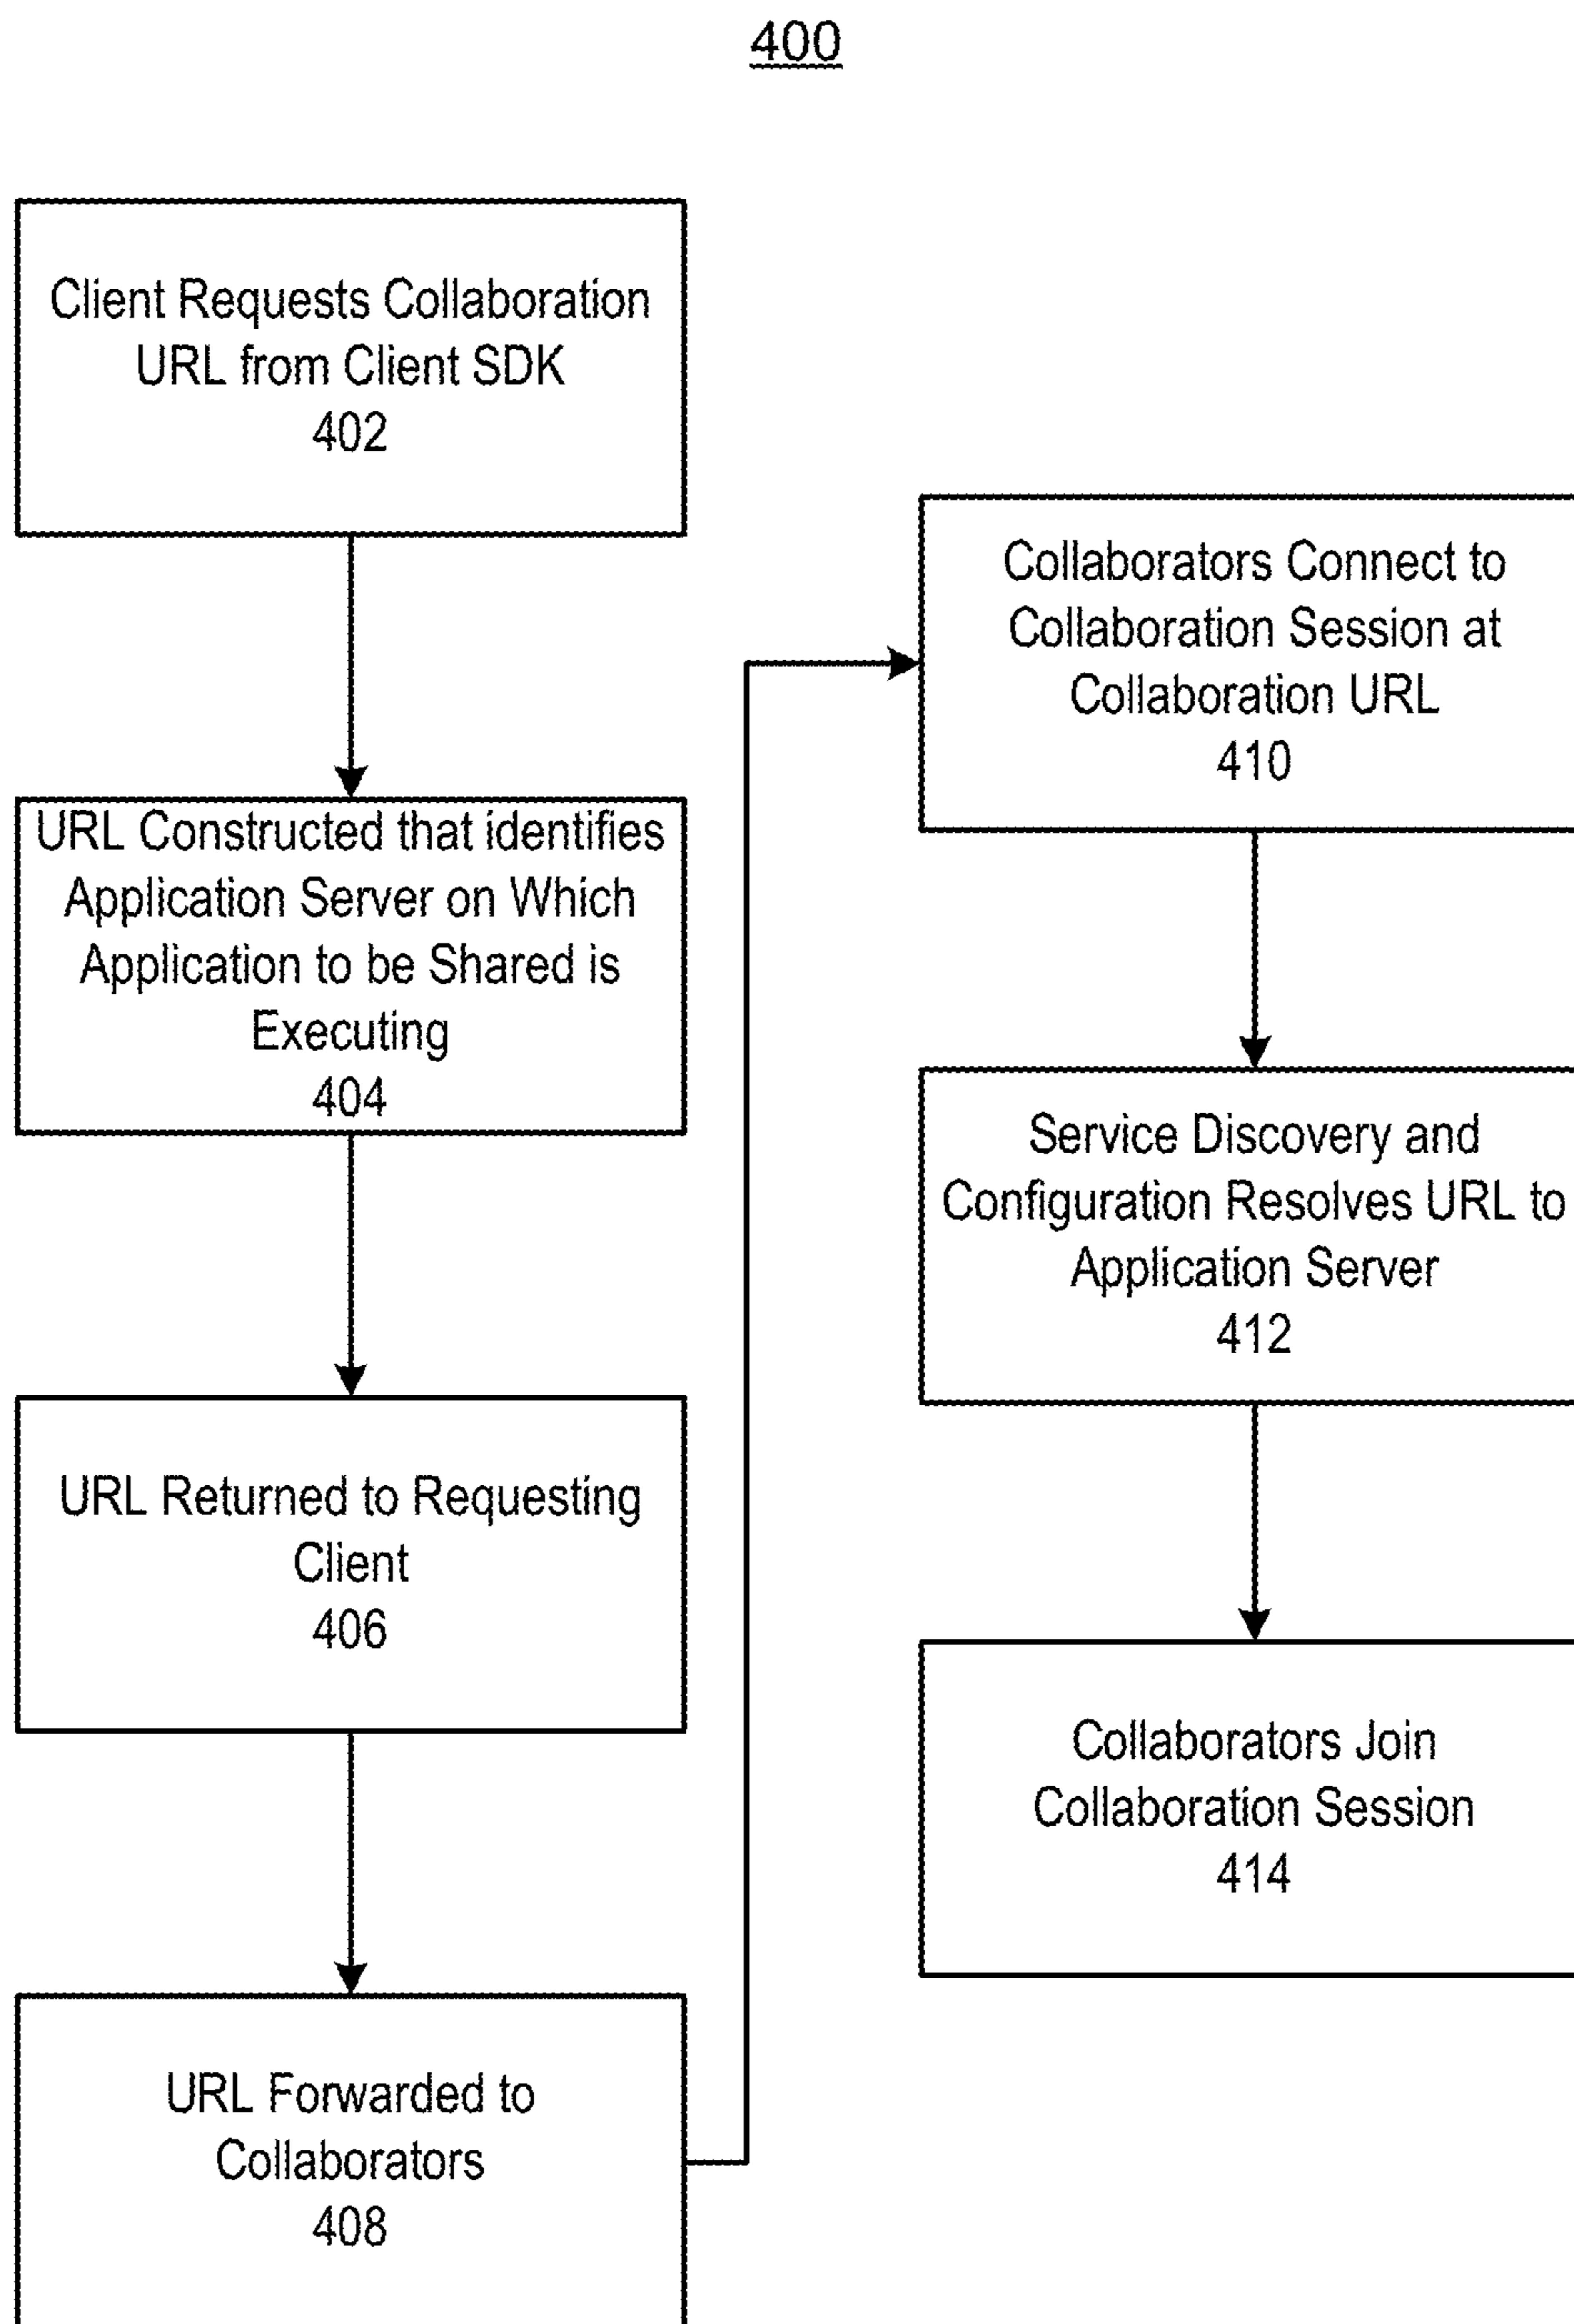 400
Client Requests Collaboration
URL from Client SDK
402
URL Constructed that identifies
Application Server on Which
Application to be Shared is
Executing
404
URL Returned to Requesting
Client
406
URL Forwarded to
Collaborators
408
Collaborators Connect to
Collaboration Session at
Collaboration URL
410
Service Discovery and
Configuration Resolves URL to
Application Server
412
Collaborators Join
Collaboration Session
414